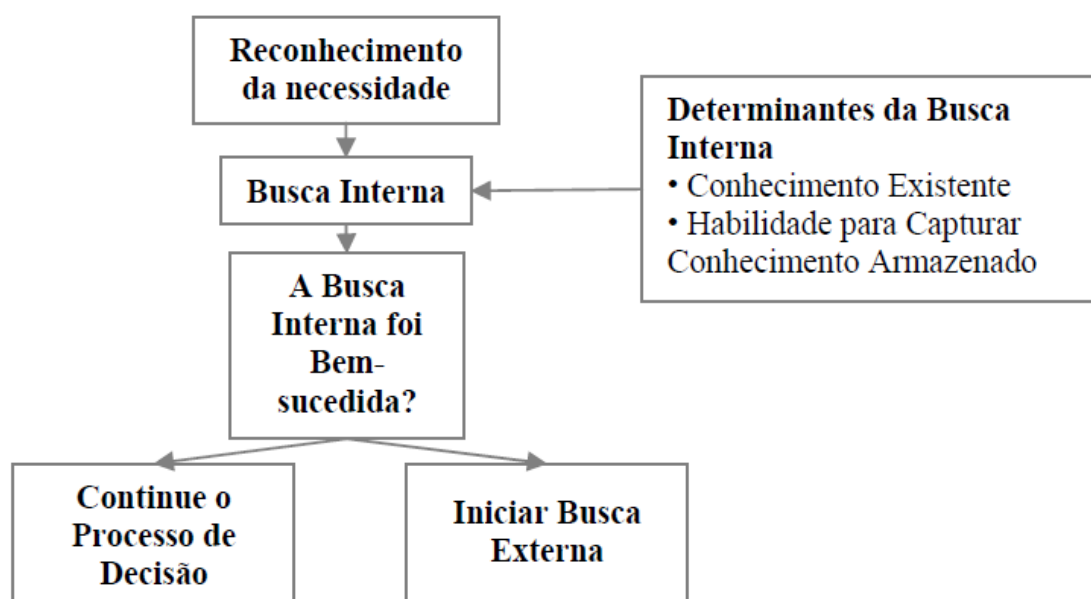 Reconhecimento
da necessidade
Busca Interna
Determinantes da Busca
Interna
• Conhecimento Existente
• Habilidade para Capturar
Conhecimento Armazenado
A Busca
Interna foi
Bem-
sucedida?
Continue o
Processo de
Decisão
Iniciar Busca
Externa